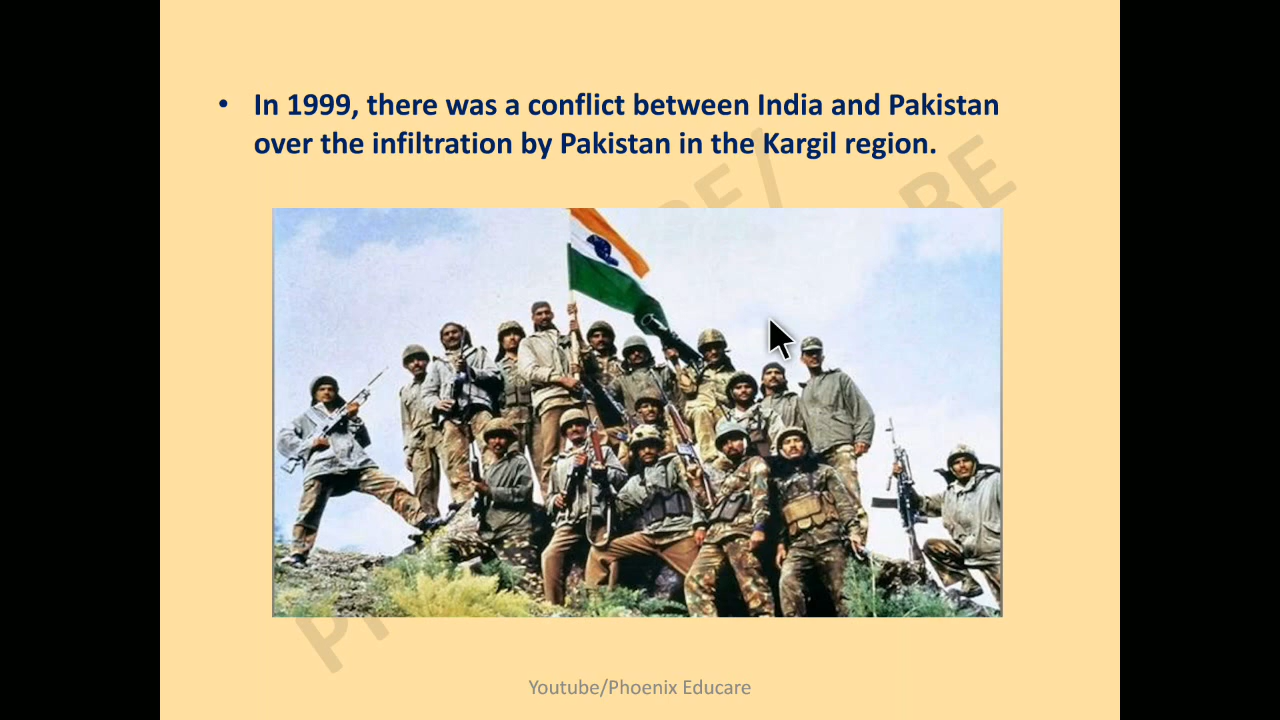 • In 1999, there was a conflict between India and Pakistan
over the infiltration by Pakistan in the Kargil region.
Youtube/Phoenix Educare